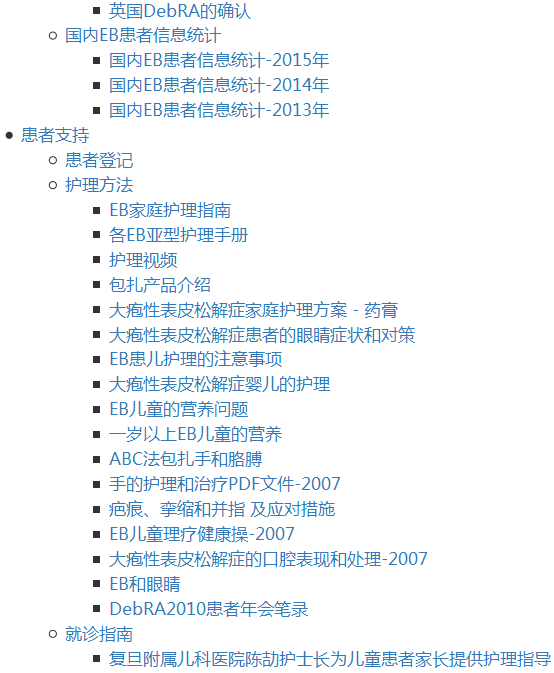 英国DebRA的确认
国内EB患者信息统计
国内EB患者信息统计-2015年
国内EB患者信息统计-2014年
国内EB患者信息统计-2013年
患者支持
患者登记
护理方法
EB家庭护理指南
各EB亚型护理手册
护理视频
包扎产品介绍
大疱性表皮松解症家庭护理方案 - 药膏
大疱性表皮松解症患者的眼睛症状和对策
EB患儿护理的注意事项
大疱性表皮松解症婴儿的护理
EB儿童的营养问题
一岁以上EB儿童的营养
ABC法包扎手和胳膊
手的护理和治疗PDF文件-2007
疤痕、挛缩和并指 及应对措施
EB儿童理疗健康操-2007
大疱性表皮松解症的口腔表现和处理-2007
EB和眼睛
DebRA2010患者年会笔录
就诊指南
复旦附属儿科医院陈劼护士长为儿童患者家长提供护理指导